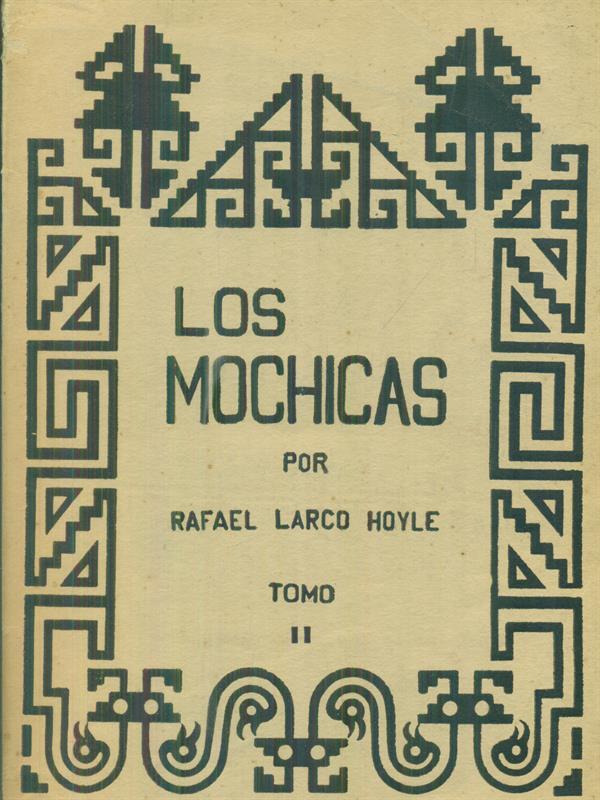 LOS
MOCHICAS
POR
RAFAEL LARCO HOYLE
TOMO
II